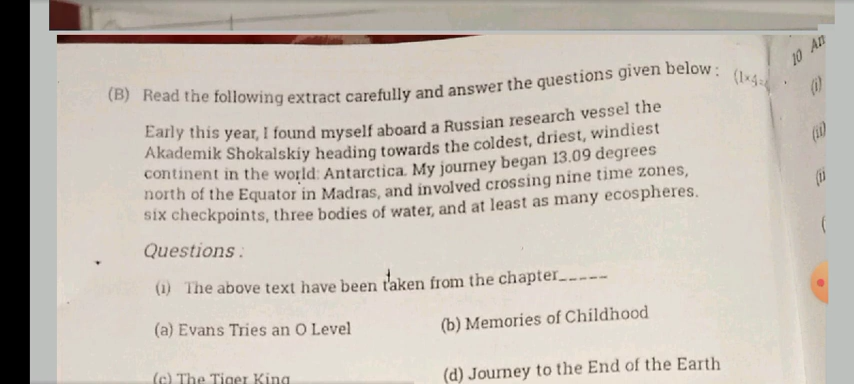 (B) Read the following extract carefully and answer the questions given below : (1×4=
Early this year, I found myself aboard a Russian research vessel the
Akademik Shokalskiy heading towards the coldest, driest, windiest
continent in the world: Antarctica. My journey began 13.09 degrees
north of the Equator in Madras, and involved crossing nine time zones,
six checkpoints, three bodies of water, and at least as many ecospheres.
Questions :
(i) The above text have been taken from the chapter_____
(a) Evans Tries an O Level
(b) Memories of Childhood
(c) The Tiger King
(d) Journey to the End of the Earth
10 An
(i)
(ii)